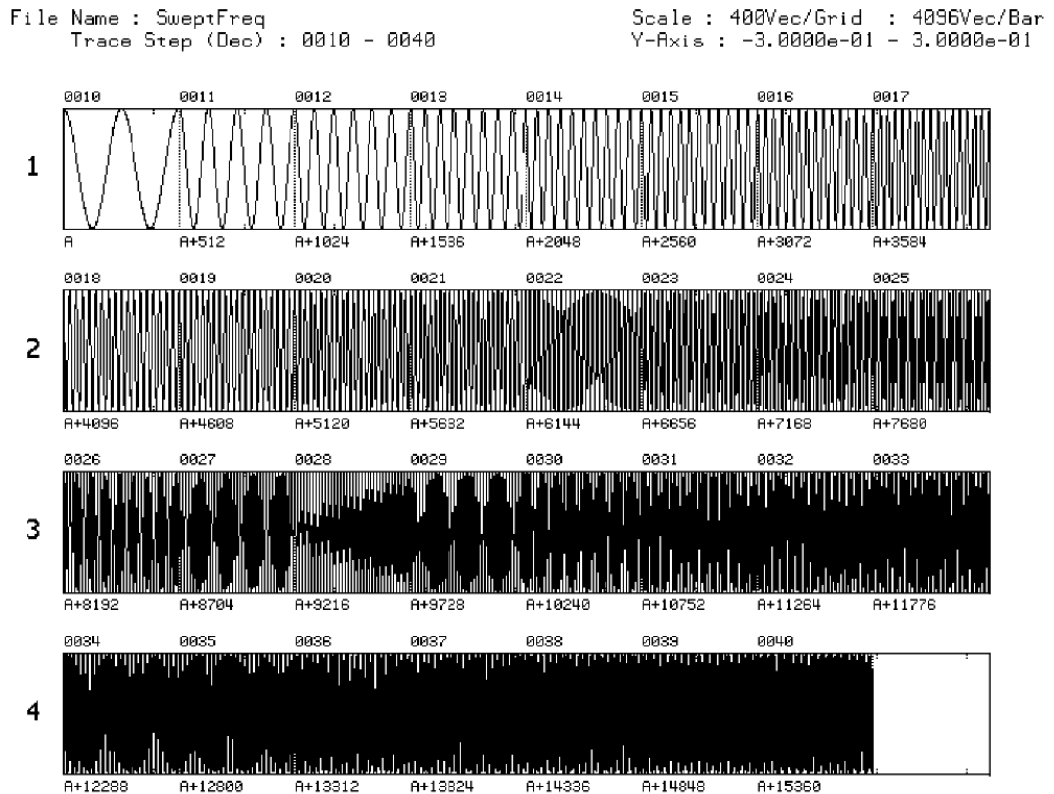 File Name : SweptFreq Scale : 400Vec/Grid : 4096Vec/Bar
Trace Step (Dec) : 0010 - 0040 Y-Axis : -3.0000e-01 - 3.0000e-01
0010 0011 0012 0013 0014 0015 0016 0017
1
A A+512 A+1024 A+1536 A+2048 A+2560 A+3072 A+3584
0018 0019 0020 0021 0022 0023 0024 0025
2
A+4096 A+4608 A+5120 A+5632 A+6144 A+6656 A+7168 A+7680
0026 0027 0028 0029 0030 0031 0032 0033
3
A+8192 A+8704 A+9216 A+9728 A+10240 A+10752 A+11264 A+11776
0034 0035 0036 0037 0038 0039 0040
4
A+12288 A+12800 A+13312 A+13824 A+14336 A+14848 A+15360